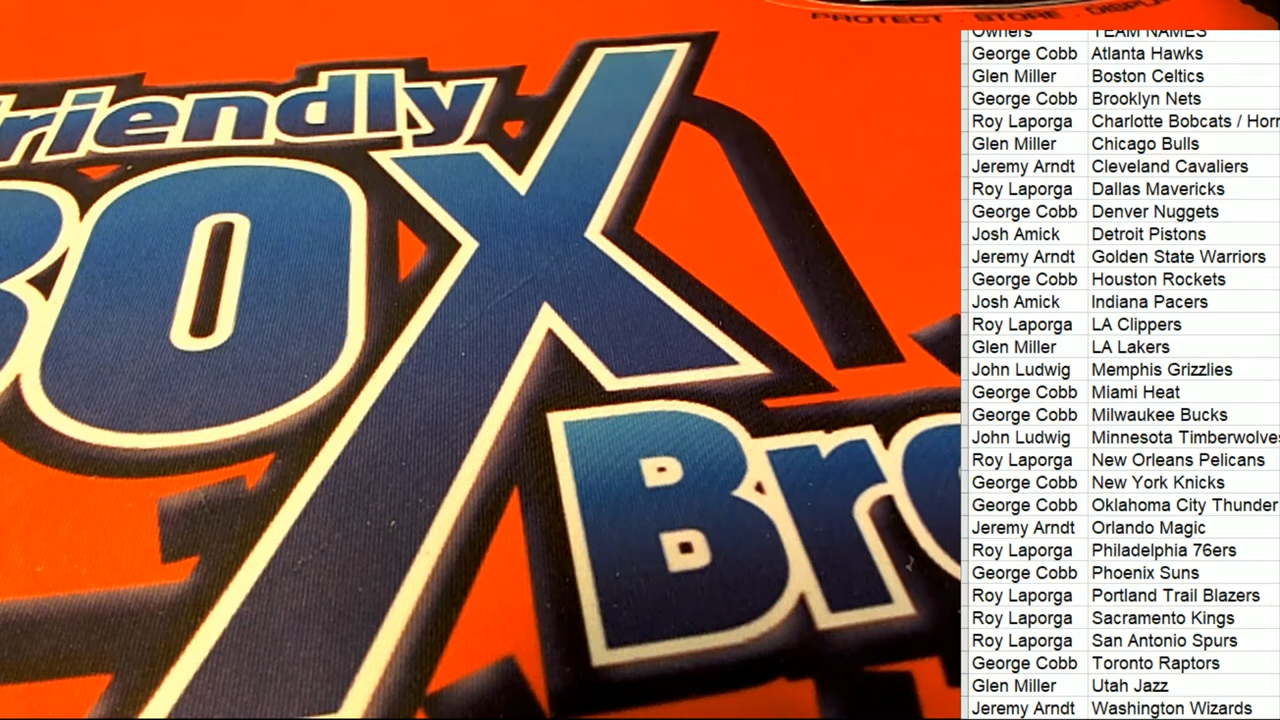 PROTECT . STORE . DISPLAY
riendly
Box
Bro
Owners TEAM NAMES
George Cobb Atlanta Hawks
Glen Miller Boston Celtics
George Cobb Brooklyn Nets
Roy Laporga Charlotte Bobcats / Horn
Glen Miller Chicago Bulls
Jeremy Arndt Cleveland Cavaliers
Roy Laporga Dallas Mavericks
George Cobb Denver Nuggets
Josh Amick Detroit Pistons
Jeremy Arndt Golden State Warriors
George Cobb Houston Rockets
Josh Amick Indiana Pacers
Roy Laporga LA Clippers
Glen Miller LA Lakers
John Ludwig Memphis Grizzlies
George Cobb Miami Heat
George Cobb Milwaukee Bucks
John Ludwig Minnesota Timberwolves
Roy Laporga New Orleans Pelicans
George Cobb New York Knicks
George Cobb Oklahoma City Thunder
Jeremy Arndt Orlando Magic
Roy Laporga Philadelphia 76ers
George Cobb Phoenix Suns
Roy Laporga Portland Trail Blazers
Roy Laporga Sacramento Kings
Roy Laporga San Antonio Spurs
George Cobb Toronto Raptors
Glen Miller Utah Jazz
Jeremy Arndt Washington Wizards